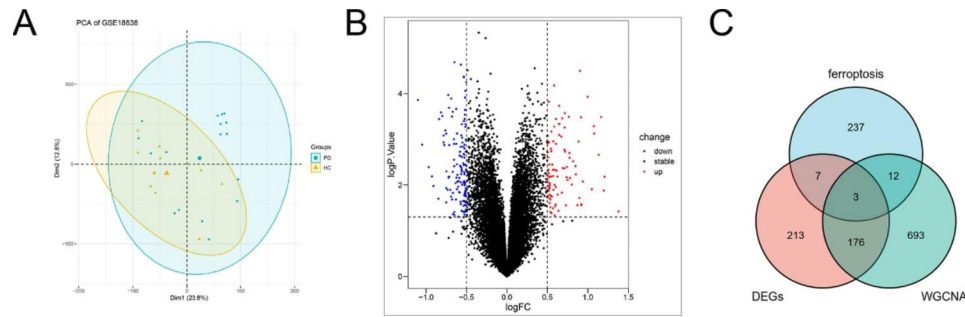 A
PCA of GSE18838
100
0
-100
Dim2 (12.8%)
-200
-100
0
100
200
Dim1 (23.8%)
Groups
PD
HC
B
logP.Value
4
2
0
-1.0
-0.5
0.0
0.5
1.0
1.5
logFC
change
down
stable
up
C
ferroptosis
237
7
12
3
213
176
693
DEGs
WGCNA